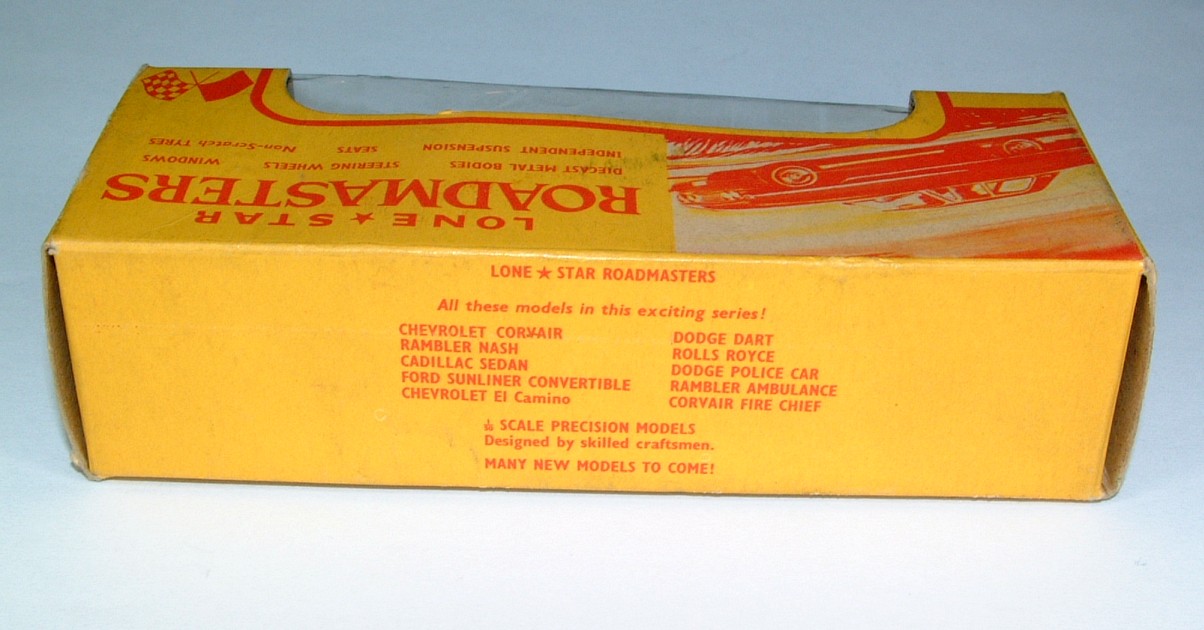 LONE ★ STAR
ROADMASTERS
DIECAST METAL BODIES STEERING WHEELS WINDOWS
INDEPENDENT SUSPENSION SEATS Non-Scratch TYRES
LONE ★ STAR ROADMASTERS
All these models in this exciting series!
CHEVROLET CORVAIR
RAMBLER NASH
CADILLAC SEDAN
FORD SUNLINER CONVERTIBLE
CHEVROLET El Camino
DODGE DART
ROLLS ROYCE
DODGE POLICE CAR
RAMBLER AMBULANCE
CORVAIR FIRE CHIEF
SCALE PRECISION MODELS
Designed by skilled craftsmen.
MANY NEW MODELS TO COME!